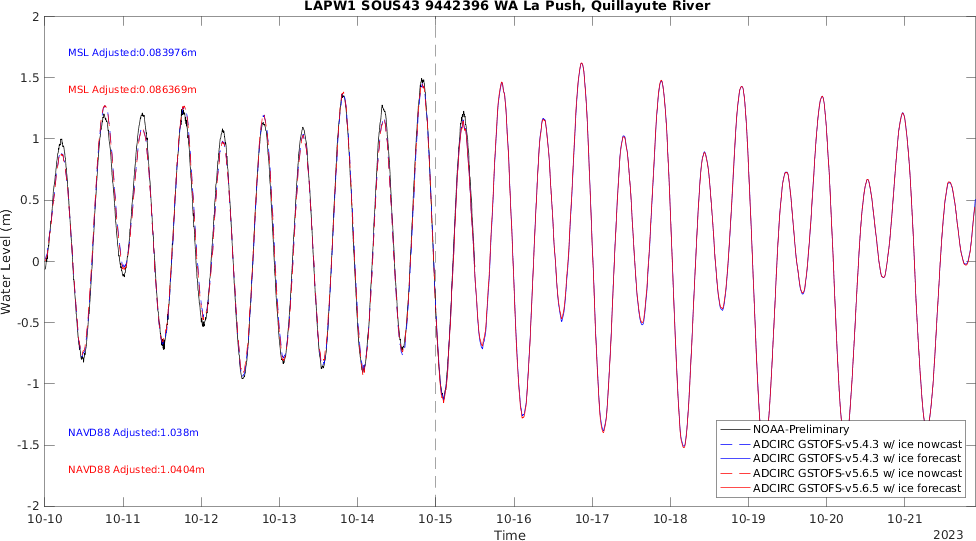 LAPW1 SOUS43 9442396 WA La Push, Quillayute River
2
1.5
1
0.5
0
-0.5
-1
-1.5
-2
Water Level (m)
MSL Adjusted:0.083976m
MSL Adjusted:0.086369m
NAVD88 Adjusted:1.038m
NAVD88 Adjusted:1.0404m
NOAA-Preliminary
ADCIRC GSTOFS-v5.4.3 w/ ice nowcast
ADCIRC GSTOFS-v5.4.3 w/ ice forecast
ADCIRC GSTOFS-v5.6.5 w/ ice nowcast
ADCIRC GSTOFS-v5.6.5 w/ ice forecast
10-10 10-11 10-12 10-13 10-14 10-15 10-16 10-17 10-18 10-19 10-20 10-21
Time
2023